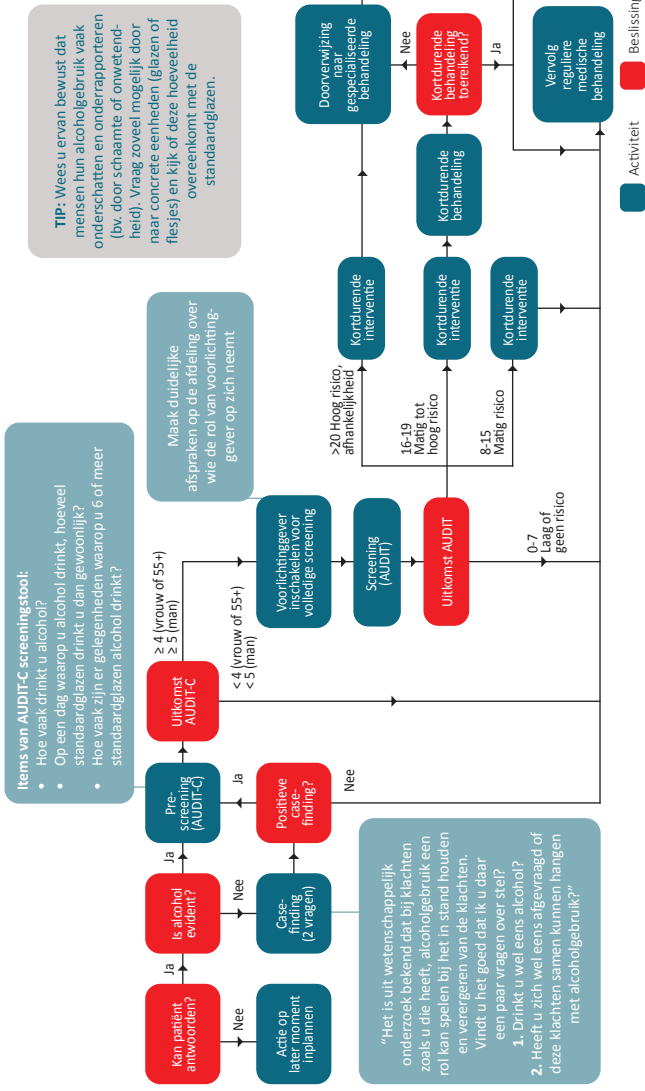 Items van AUDIT-C screeningstool:
• Hoe vaak drinkt u alcohol?
• Op een dag waarop u alcohol drinkt, hoeveel
standaardglazen drinkt u dan gewoonlijk?
• Hoe vaak zijn er gelegenheden waarop u 6 of meer
standaardglazen alcohol drinkt?
TIP: Wees u ervan bewust dat
mensen hun alcoholgebruik vaak
onderschatten en onderrapporteren
(bv. door schaamte of onwetend-
heid). Vraag zoveel mogelijk door
naar concrete eenheden (glazen of
flesjes) en kijk of deze hoeveelheid
overeenkomt met de
standaardglazen.
Maak duidelijke
afspraken op de afdeling over
wie de rol van voorlichting-
gever op zich neemt
Kan patiënt
antwoorden?
Ja
Nee
Actie op
later moment
inplannen
Is alcohol
evident?
Ja
Nee
Case-
finding
(2 vragen)
Pre-
screening
(AUDIT-C)
Ja
Positieve
case-
finding?
Nee
Uitkomst
AUDIT-C
≥ 4 (vrouw of 55+)
≥ 5 (man)
< 4 (vrouw of 55+)
< 5 (man)
Voorlichtinggever
inschakelen voor
volledige screening
Screening
(AUDIT)
Uitkomst AUDIT
0-7
Laag of
geen risico
>20 Hoog risico,
afhankelijkheid
16-19
Matig tot
hoog risico
8-15
Matig risico
Kortdurende
interventie
Kortdurende
interventie
Kortdurende
interventie
Kortdurende
behandeling
Doorverwijzing
naar
gespecialiseerde
behandeling
Nee
Kortdurende
behandeling
toereikend?
Ja
Vervolg
reguliere
medische
behandeling
"Het is uit wetenschappelijk
onderzoek bekend dat bij klachten
zoals u die heeft, alcoholgebruik een
rol kan spelen bij het in stand houden
en verergeren van de klachten.
Vindt u het goed dat ik u daar
een paar vragen over stel?
1. Drinkt u wel eens alcohol?
2. Heeft u zich wel eens afgevraagd of
deze klachten samen kunnen hangen
met alcoholgebruik?"
Activiteit